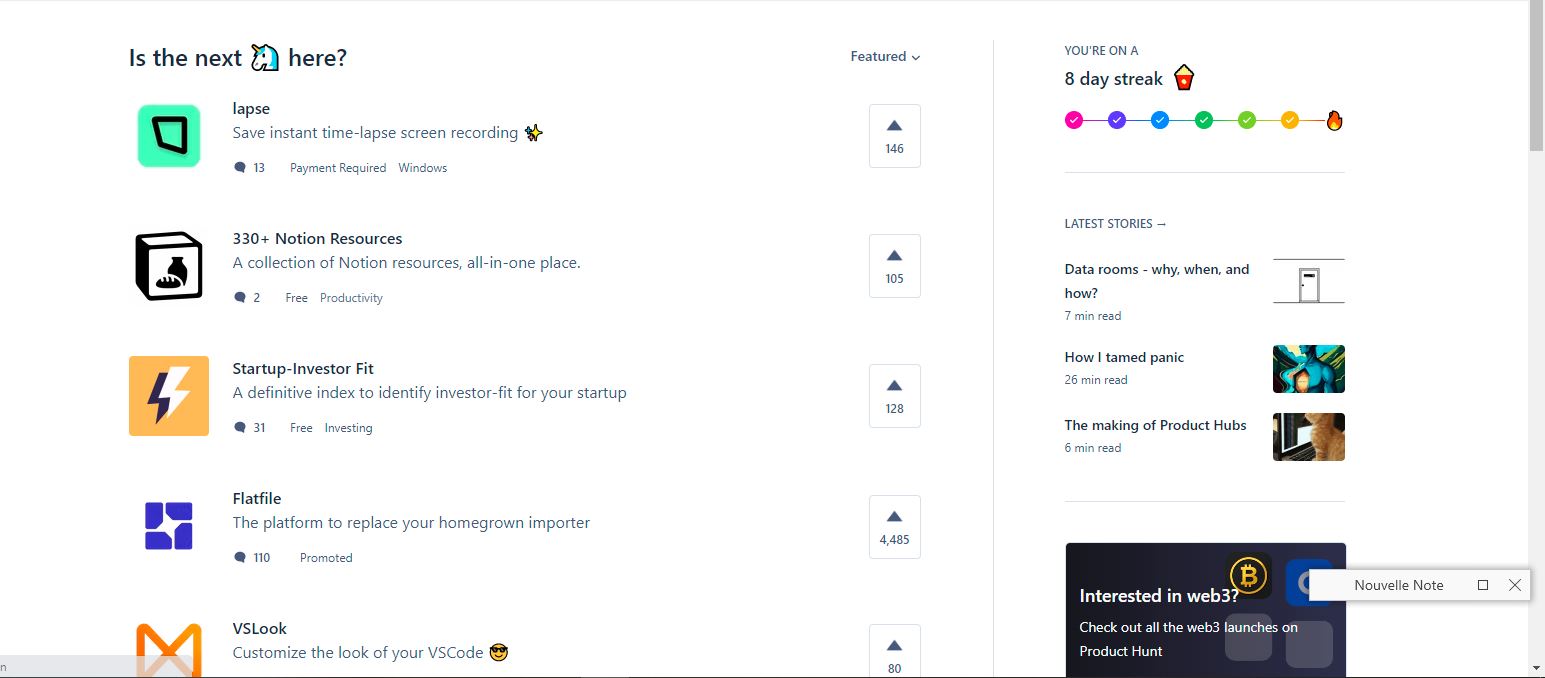 Is the next 🦄 here?
Featured
lapse
Save instant time-lapse screen recording ✨
13 Payment Required Windows
146
330+ Notion Resources
A collection of Notion resources, all-in-one place.
2 Free Productivity
105
Startup-Investor Fit
A definitive index to identify investor-fit for your startup
31 Free Investing
128
Flatfile
The platform to replace your homegrown importer
110 Promoted
4,485
VSLook
Customize the look of your VSCode 😎
80
n
YOU'RE ON A
8 day streak 🍿
LATEST STORIES →
Data rooms - why, when, and
how?
7 min read
How I tamed panic
26 min read
The making of Product Hubs
6 min read
Interested in web3?
Check out all the web3 launches on
Product Hunt
Nouvelle Note